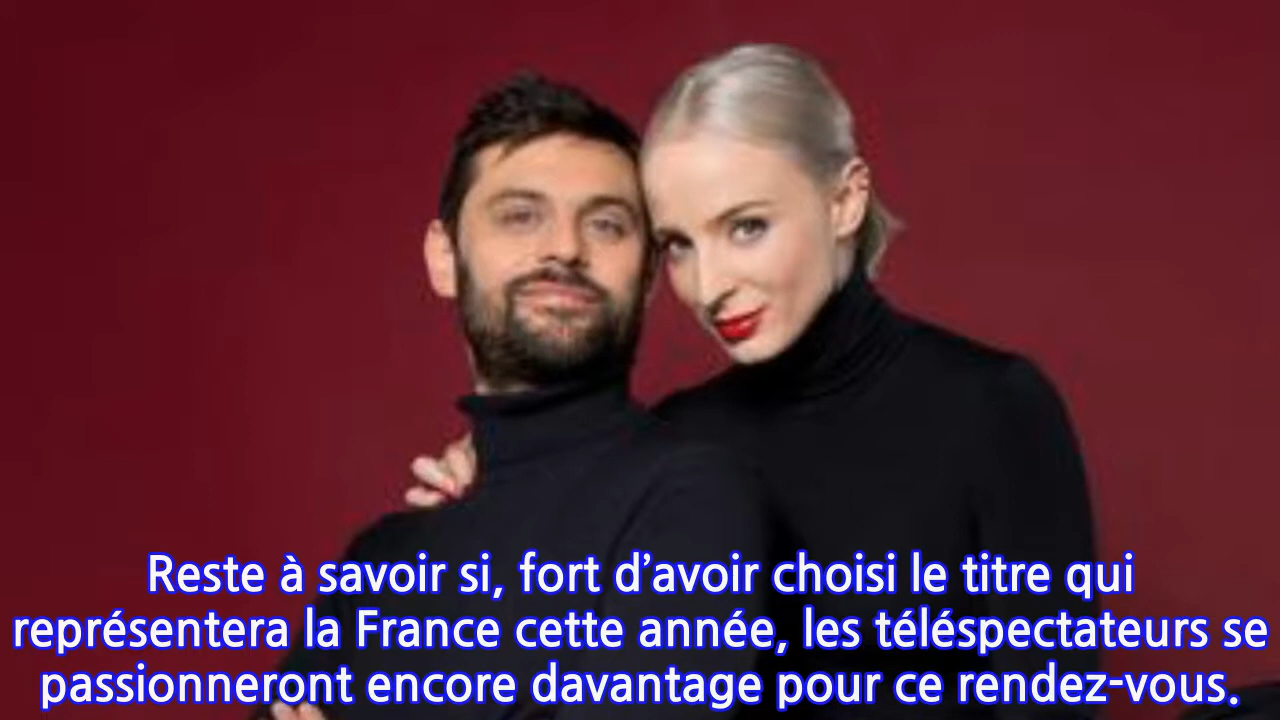 Reste à savoir si, fort d’avoir choisi le titre qui
représentera la France cette année, les téléspectateurs se
passionneront encore davantage pour ce rendez-vous.